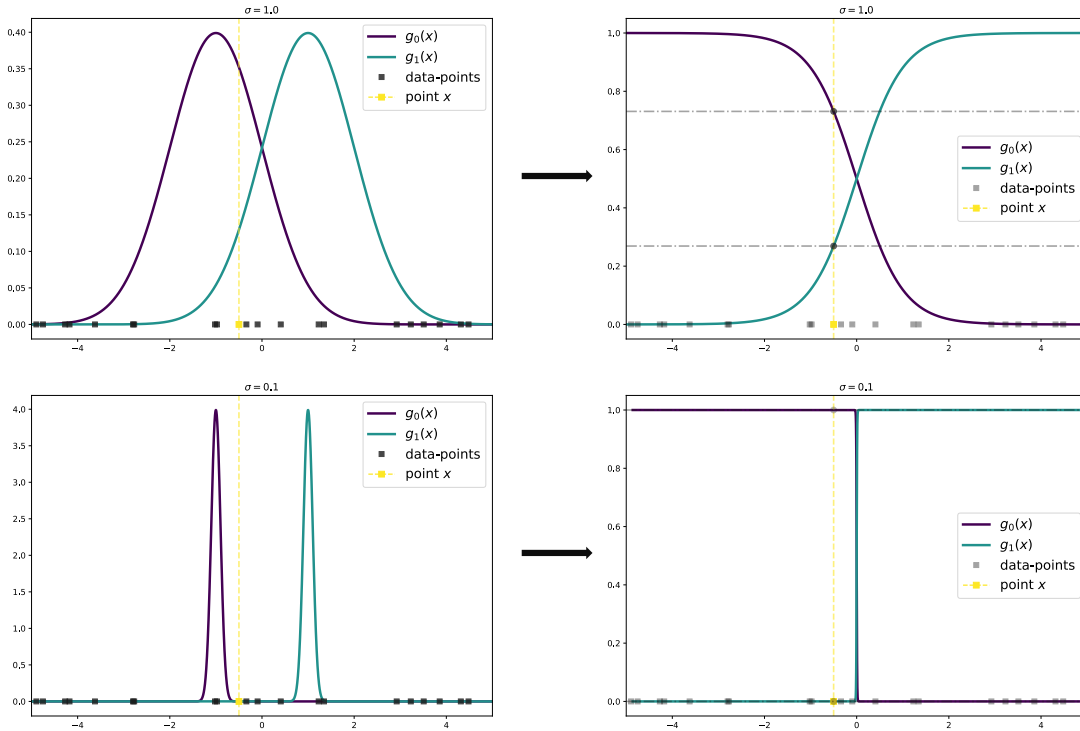 σ = 1.0
0.40
0.35
0.30
0.25
0.20
0.15
0.10
0.05
0.00
−4
−2
0
2
4
g₀(x)
g₁(x)
data-points
point x
σ = 1.0
1.0
0.8
0.6
0.4
0.2
0.0
−4
−2
0
2
4
g₀(x)
g₁(x)
data-points
point x
σ = 0.1
4.0
3.5
3.0
2.5
2.0
1.5
1.0
0.5
0.0
−4
−2
0
2
4
g₀(x)
g₁(x)
data-points
point x
σ = 0.1
1.0
0.8
0.6
0.4
0.2
0.0
−4
−2
0
2
4
g₀(x)
g₁(x)
data-points
point x